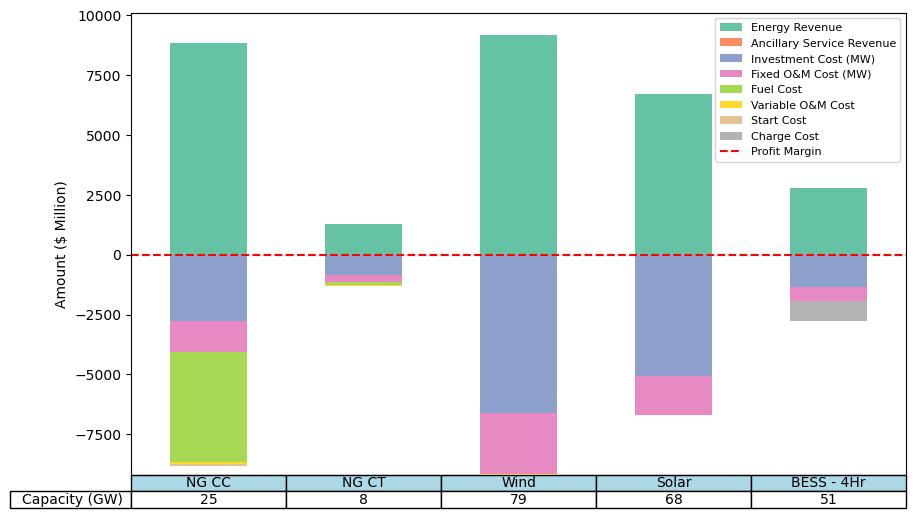 10000
7500
5000
2500
0
−2500
−5000
−7500
Amount ($ Million)
Energy Revenue
Ancillary Service Revenue
Investment Cost (MW)
Fixed O&M Cost (MW)
Fuel Cost
Variable O&M Cost
Start Cost
Charge Cost
Profit Margin
NG CC NG CT Wind Solar BESS - 4Hr
Capacity (GW) 25 8 79 68 51